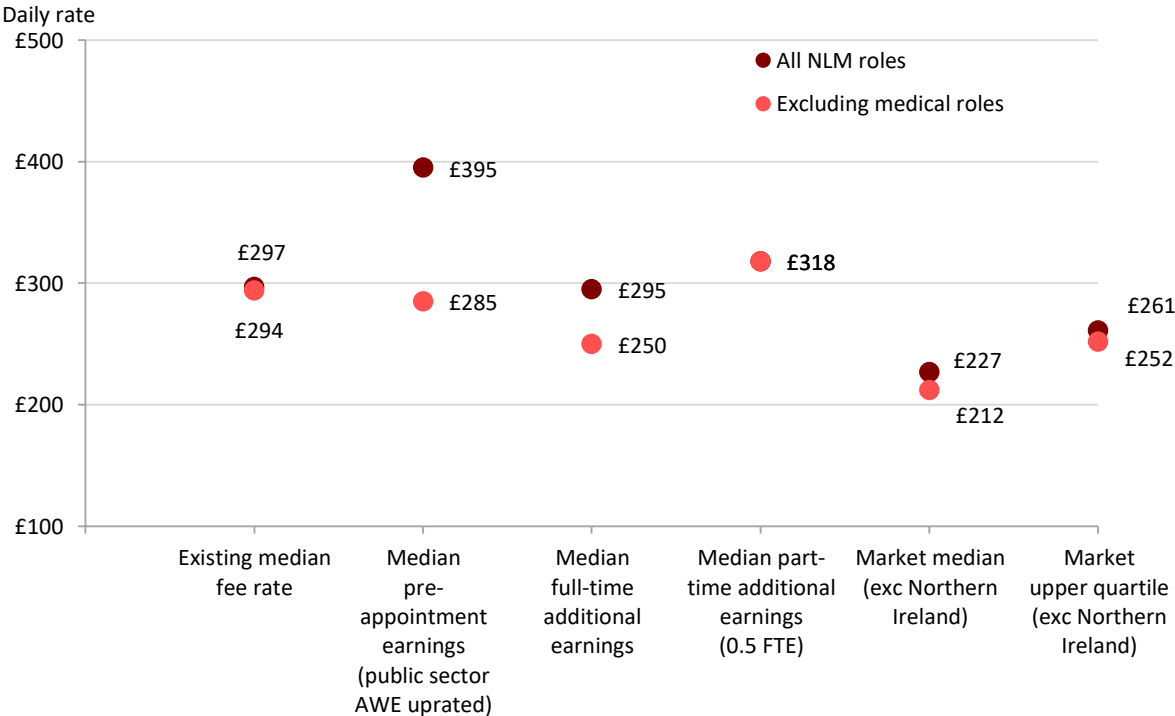 Daily rate
£500
£400
£300
£200
£100
All NLM roles
Excluding medical roles
£297
£294
£395
£285
£295
£250
£318
£227
£212
£261
£252
Existing median
fee rate
Median
pre-
appointment
earnings
(public sector
AWE uprated)
Median
full-time
additional
earnings
Median part-
time additional
earnings
(0.5 FTE)
Market median
(exc Northern
Ireland)
Market
upper quartile
(exc Northern
Ireland)